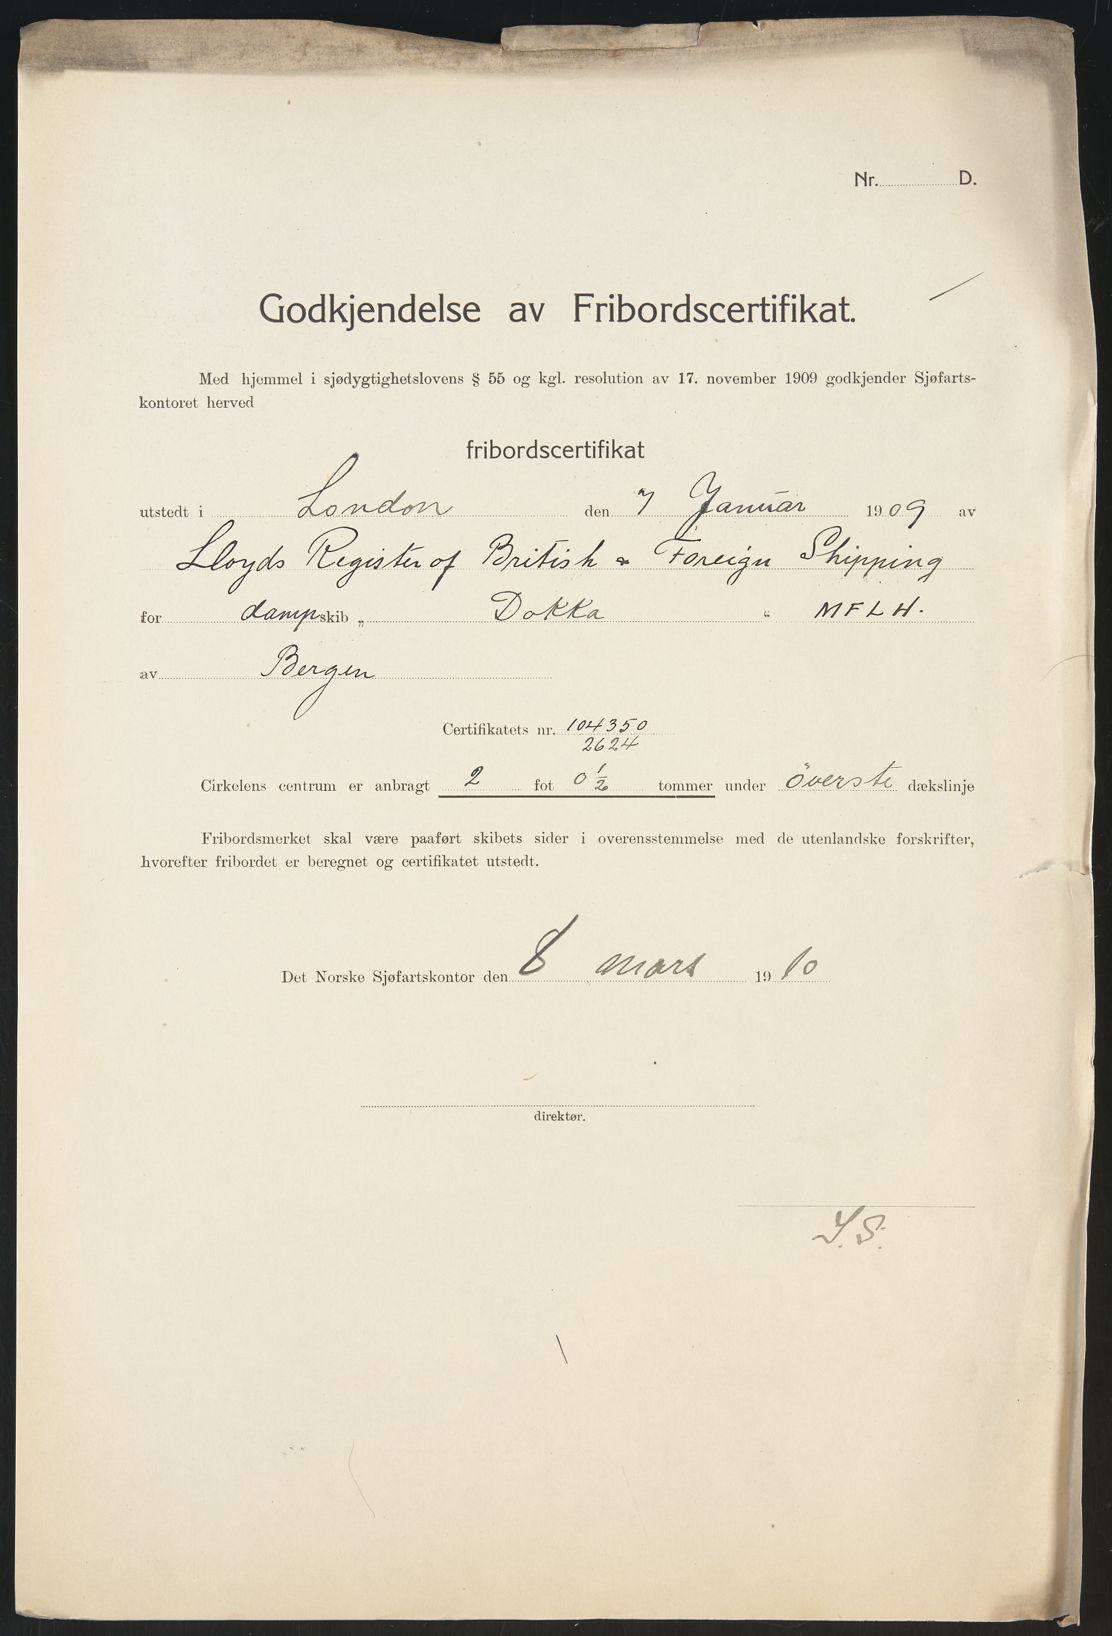 Nr. D.
Godkjendelse av Fribordscertifikat.
Med hjemmel i sjødygtighetslovens § 55 og kgl. resolution av 17. november 1909 godkjender Sjøfarts-
kontoret herved
fribordscertifikat
utstedt i London den 7 Januar 1909 av
Lloyds Register of British & Foreign Shipping
for dampskib „ Dokka “ MFLH.
av Bergen
Certifikatets nr. 104350
2624
Cirkelens centrum er anbragt 2 fot 0 1/2 tommer under överste dækslinje
Fribordsmerket skal være paaført skibets sider i overensstemmelse med de utenlandske forskrifter,
hvorefter fribordet er beregnet og certifikatet utstedt.
Det Norske Sjøfartskontor den 8 mars 1910
direktør.
J.S.